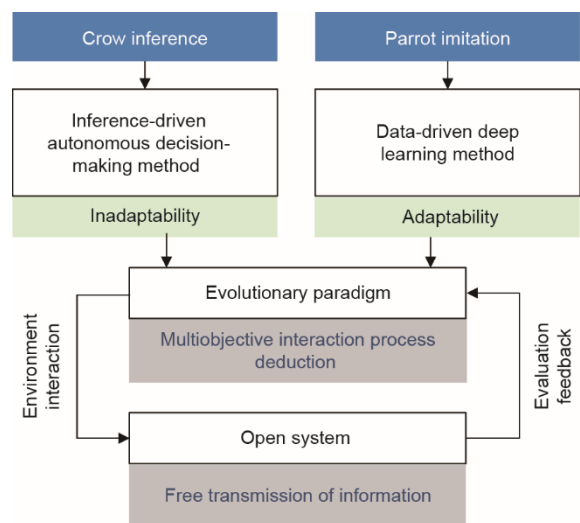 Crow inference
Parrot imitation
Inference-driven
autonomous decision-
making method
Data-driven deep
learning method
Inadaptability
Adaptability
Evolutionary paradigm
Multiobjective interaction process
deduction
Environment
interaction
Evaluation
feedback
Open system
Free transmission of information